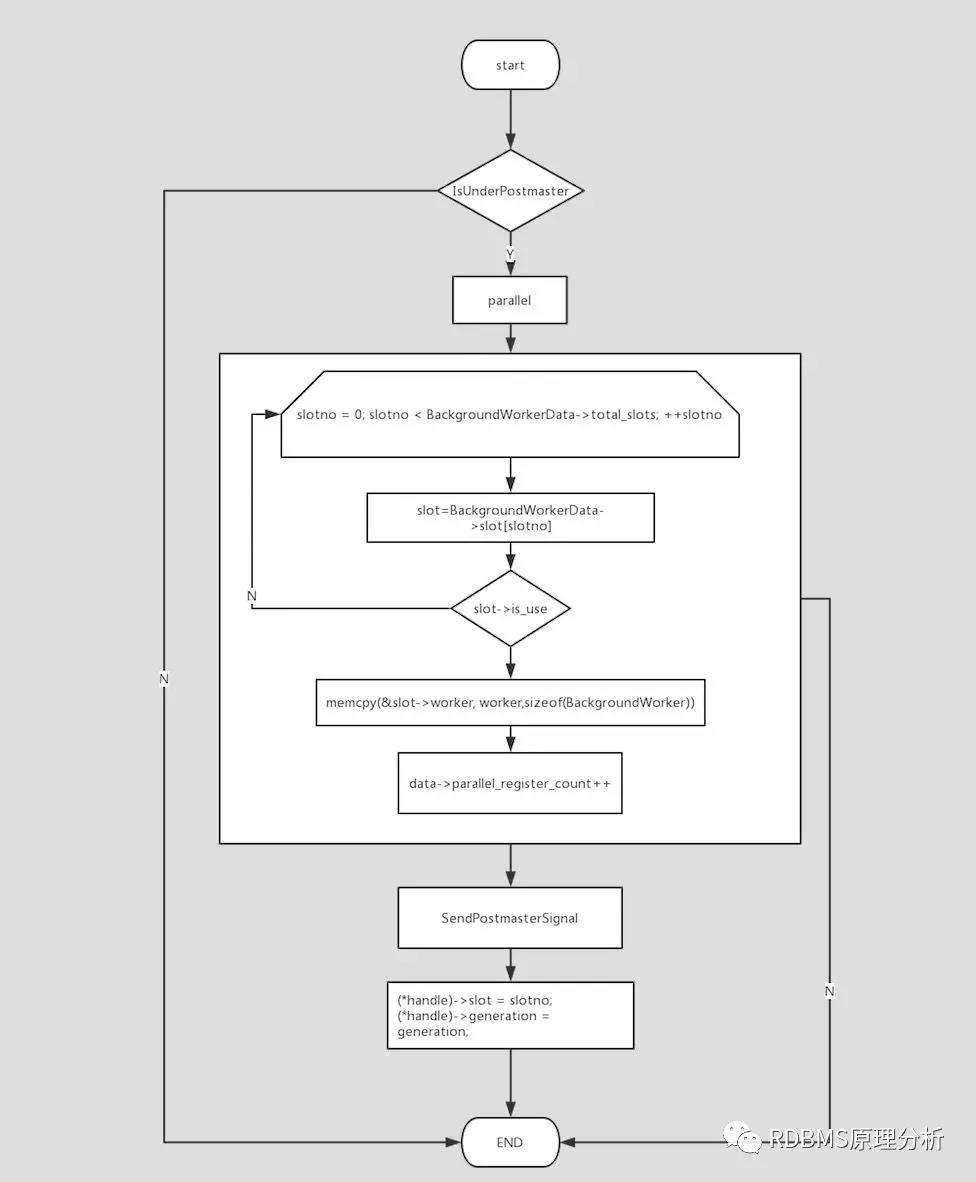 start
IsUnderPostmaster
Y
parallel
slotno = 0; slotno < BackgroundWorkerData->total_slots; ++slotno
slot=BackgroundWorkerData-
>slot[slotno]
N
slot->is_use
N
memcpy(&slot->worker, worker,sizeof(BackgroundWorker))
data->parallel_register_count++
SendPostmasterSignal
N
(*handle)->slot = slotno;
(*handle)->generation =
generation;
END
RDBMS原理分析